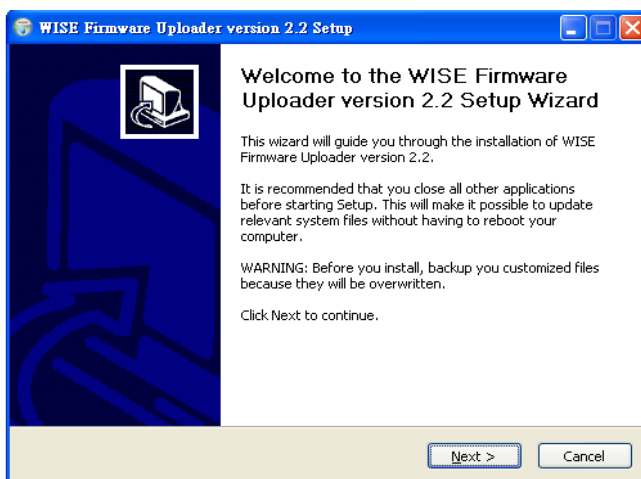 WISE Firmware Uploader version 2.2 Setup
Welcome to the WISE Firmware
Uploader version 2.2 Setup Wizard
This wizard will guide you through the installation of WISE
Firmware Uploader version 2.2.
It is recommended that you close all other applications
before starting Setup. This will make it possible to update
relevant system files without having to reboot your
computer.
WARNING: Before you install, backup you customized files
because they will be overwritten.
Click Next to continue.
Next >
Cancel